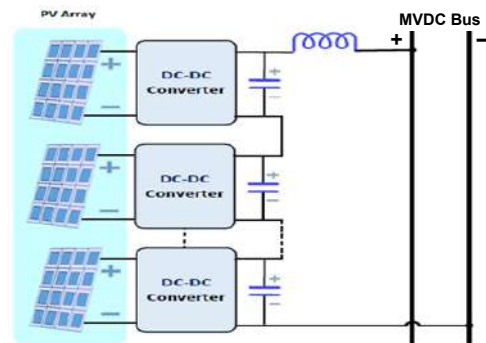 PV Array
MVDC Bus
+
−
+
−
DC-DC
Converter
+
−
+
−
DC-DC
Converter
+
−
+
−
DC-DC
Converter
+
−